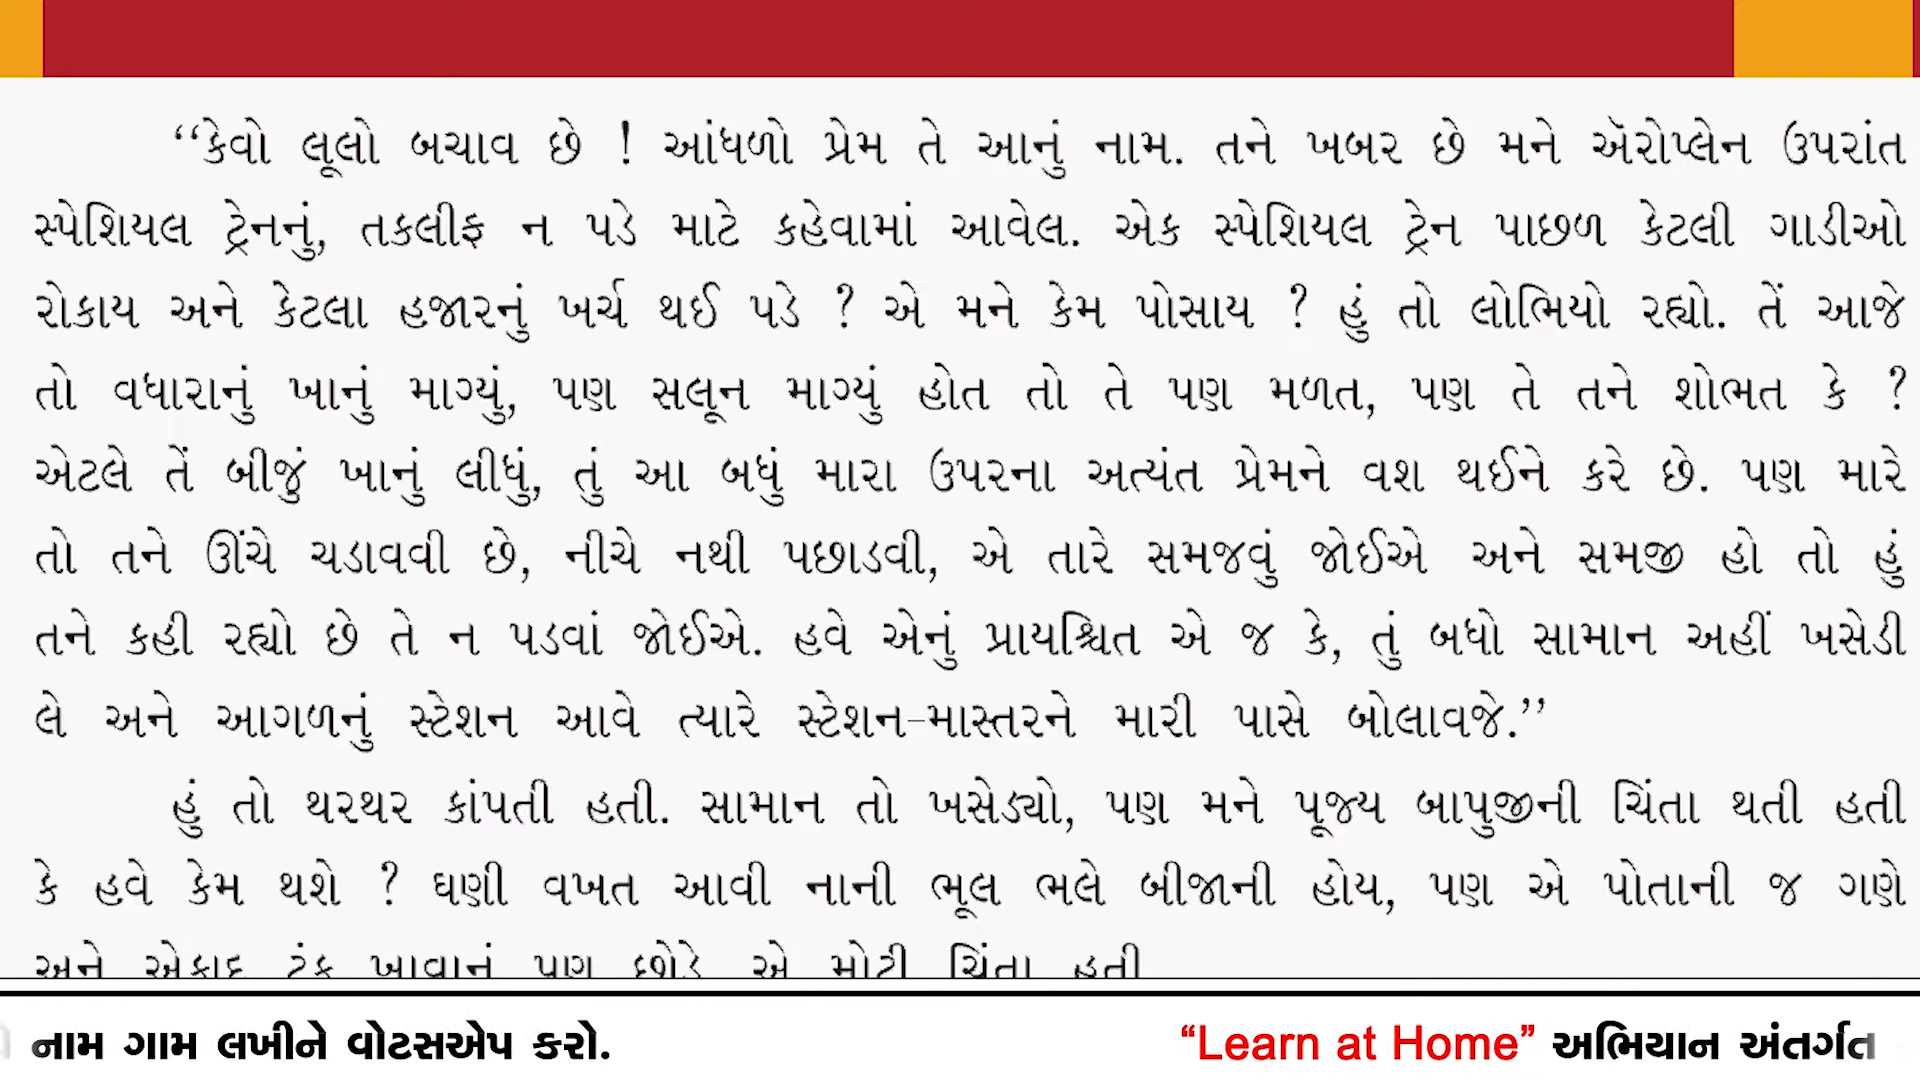 ‘‘કેવો લૂલો બચાવ છે ! આંધળો પ્રેમ તે આનું નામ. તને ખબર છે મને ઍરોપ્લેન ઉપરાંત
સ્પેશિયલ ટ્રેનનું, તકલીફ ન પડે માટે કહેવામાં આવેલ. એક સ્પેશિયલ ટ્રેન પાછળ કેટલી ગાડીઓ
રોકાય અને કેટલા હજારનું ખર્ચ થઈ પડે ? એ મને કેમ પોસાય ? હું તો લોભિયો રહ્યો. તેં આજે
તો વધારાનું ખાનું માગ્યું, પણ સલૂન માગ્યું હોત તો તે પણ મળત, પણ તે તને શોભત કે ?
એટલે તેં બીજું ખાનું લીધું, તું આ બધું મારા ઉપરના અત્યંત પ્રેમને વશ થઈને કરે છે. પણ મારે
તો તને ઊંચે ચડાવવી છે, નીચે નથી પછાડવી, એ તારે સમજવું જોઈએ અને સમજી હો તો હું
તને કહી રહ્યો છે તે ન પડવાં જોઈએ. હવે એનું પ્રાયશ્ચિત એ જ કે, તું બધો સામાન અહીં ખસેડી
લે અને આગળનું સ્ટેશન આવે ત્યારે સ્ટેશન-માસ્તરને મારી પાસે બોલાવજે.’’
હું તો થરથર કાંપતી હતી. સામાન તો ખસેડ્યો, પણ મને પૂજ્ય બાપુજીની ચિંતા થતી હતી
કે હવે કેમ થશે ? ઘણી વખત આવી નાની ભૂલ ભલે બીજાની હોય, પણ એ પોતાની જ ગણે
અને એકાદ ટંક ખાવાનું પણ છોડે, એ મોટી ચિંતા હતી
નામ ગામ લખીને વોટસએપ કરો.
“Learn at Home” અભિયાન અંતર્ગત